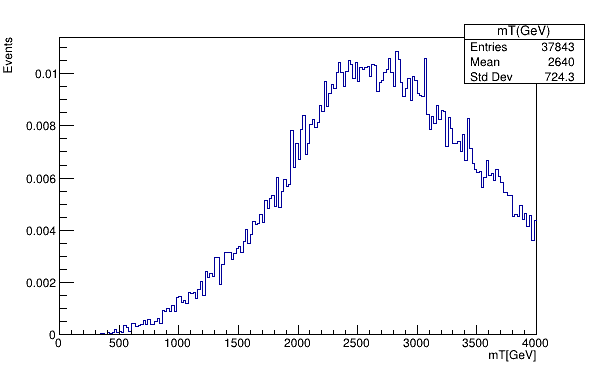 mT(GeV)
Entries 37843
Mean 2640
Std Dev 724.3
Events
0.01
0.008
0.006
0.004
0.002
0
0 500 1000 1500 2000 2500 3000 3500 4000
mT[GeV]